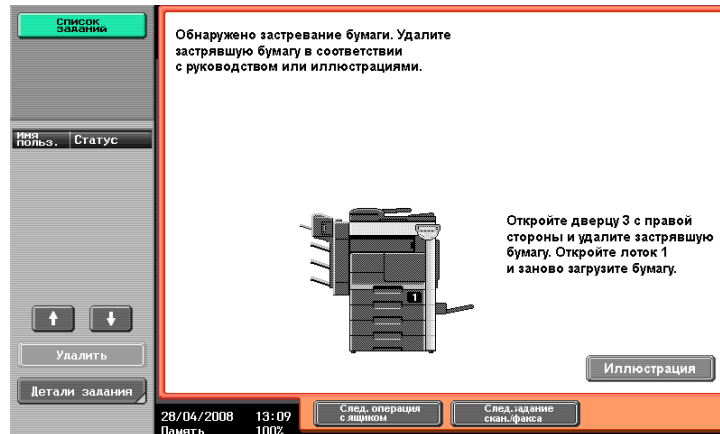 Список
заданий
Обнаружено застревание бумаги. Удалите
застрявшую бумагу в соответствии
с руководством или иллюстрациями.
Имя
польз.
Статус
Откройте дверцу 3 с правой
стороны и удалите застрявшую
бумагу. Откройте лоток 1
и заново загрузите бумагу.
1
Удалить
Иллюстрация
Детали задания
След. операция
с ящиком
След.задание
скан./факса
28/04/2008 13:09
Память 100%